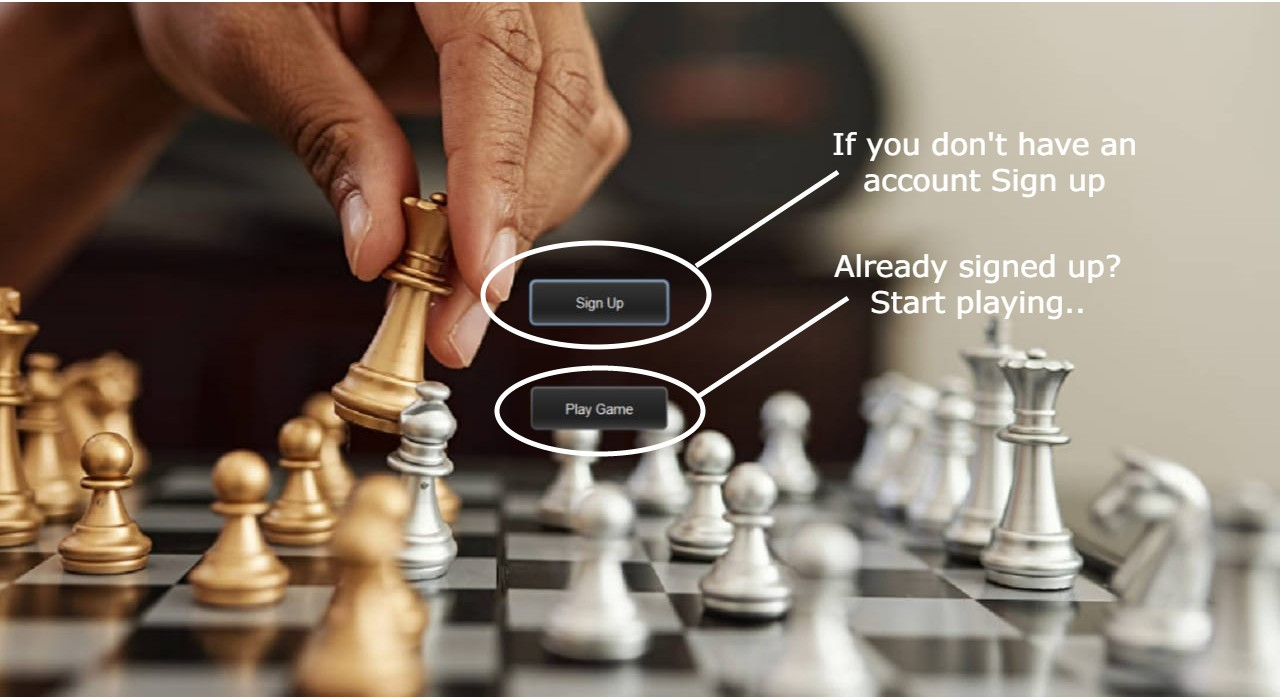 If you don't have an
account Sign up
Sign Up
Already signed up?
Start playing..
Play Game